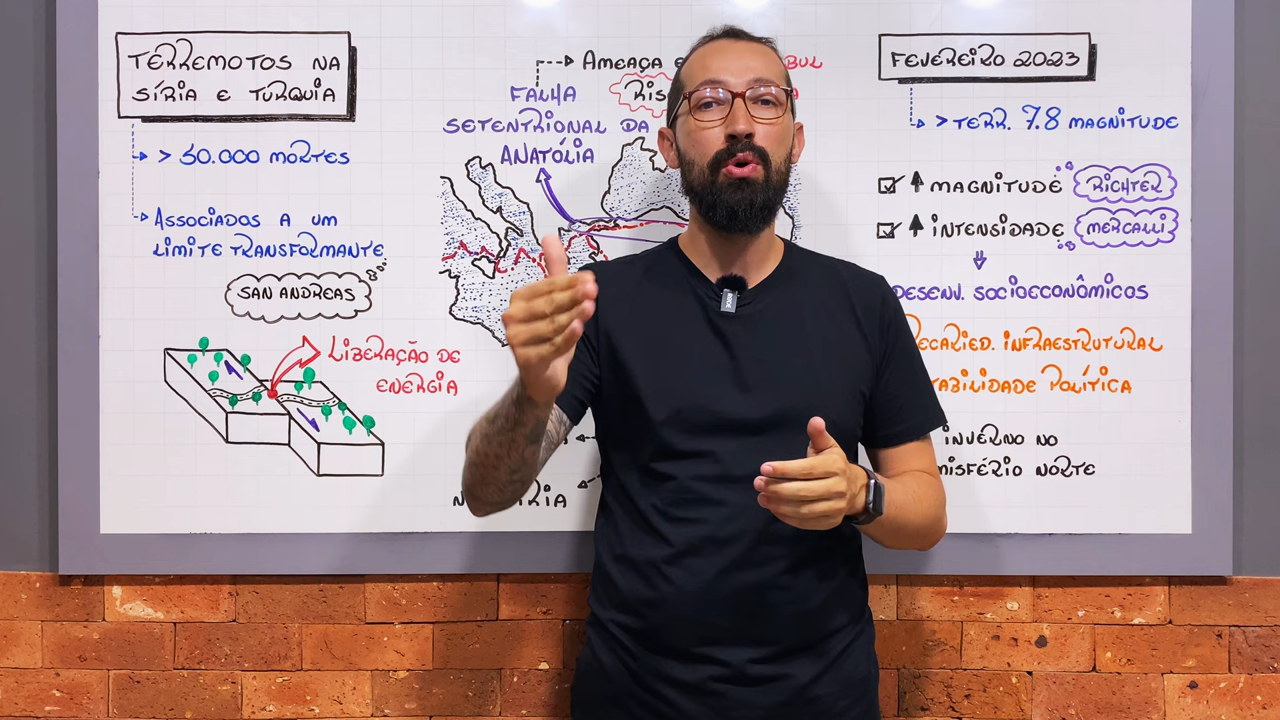 TERREMOTOS NA
SÍRIA E TURQUIA
> 50.000 MORTES
ASSOCIADOS A UM
LIMITE TRANSFORMANTE
SAN ANDREAS
LIBERAÇÃO DE
ENERGIA
AMEAÇA
FALHA
SETENTRIONAL DA
ANATÓLIA
FEVEREIRO 2023
> TERR. 7.8 MAGNITUDE
MAGNITUDE RICHTER
INTENSIDADE MERCALLI
DESENV. SOCIOECONÔMICOS
INFRAESTRUTURAL
POLÍTICA
INVERNO NO
NORTE